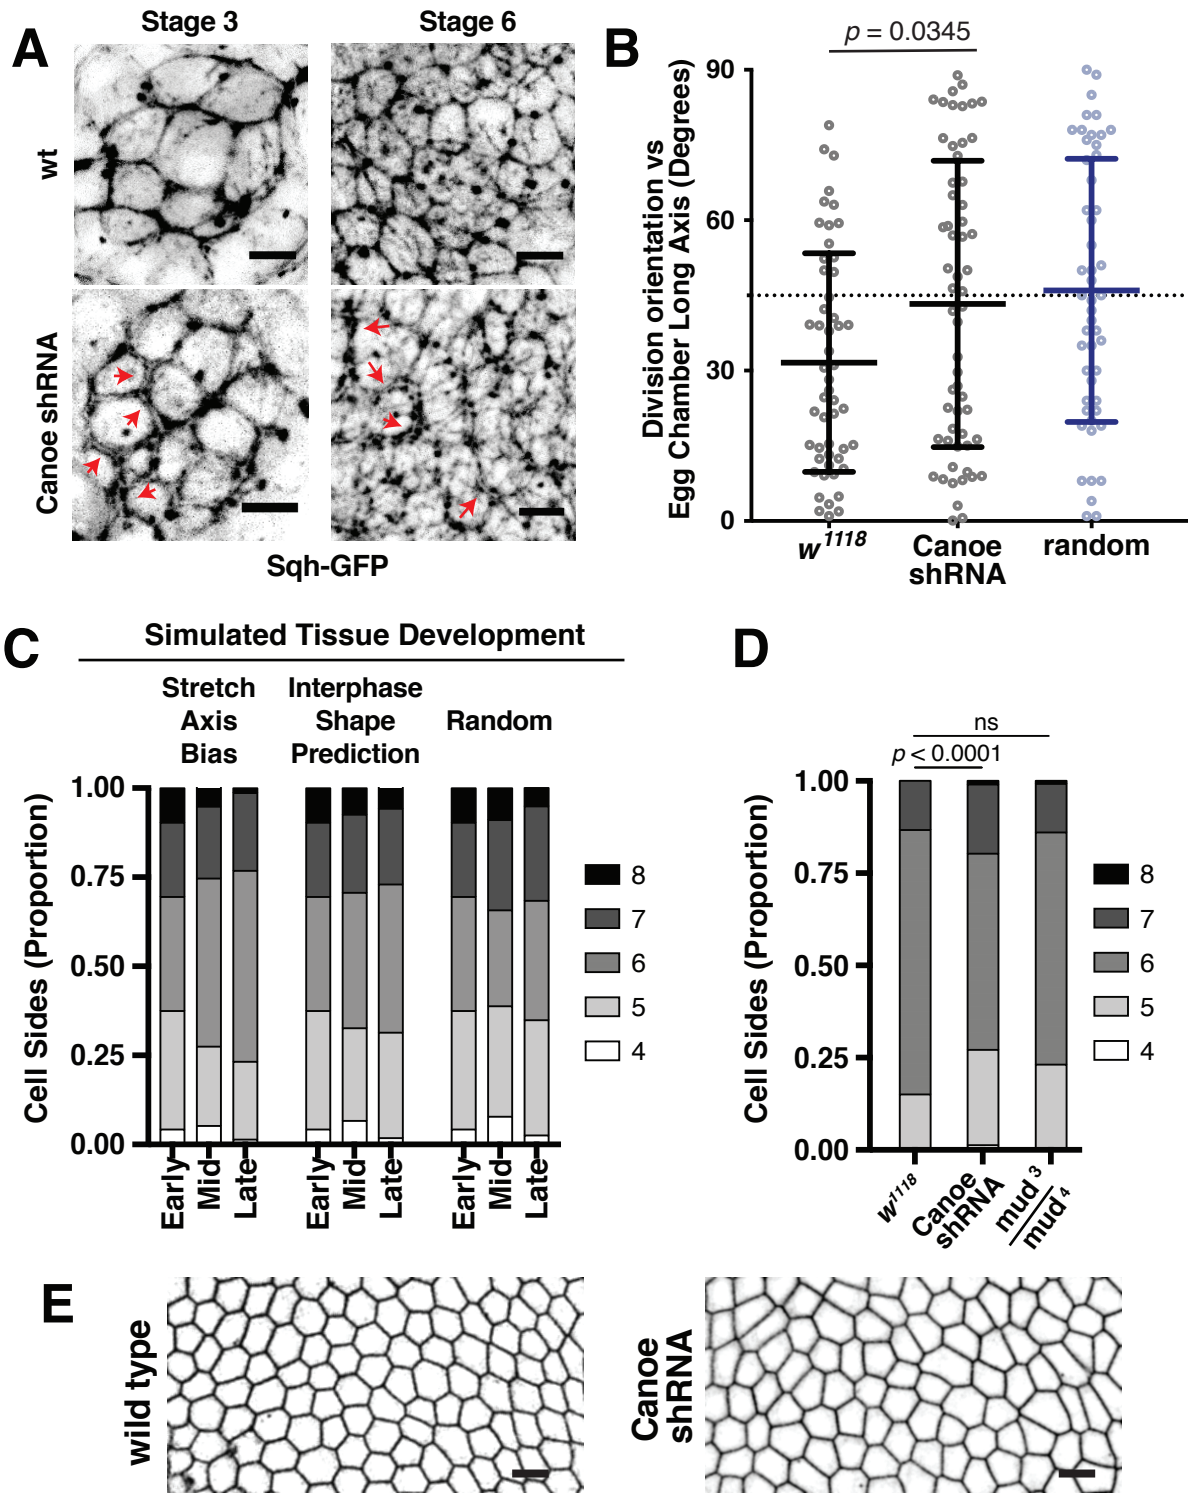 A
Stage 3
Stage 6
wt
Canoe shRNA
Sqh-GFP
B
p = 0.0345
Division orientation vs
Egg Chamber Long Axis (Degrees)
90
60
30
0
w1118
Canoe
shRNA
random
C
Simulated Tissue Development
Stretch
Axis
Bias
Interphase
Shape
Prediction
Random
Cell Sides (Proportion)
1.00
0.75
0.50
0.25
0.00
Early
Mid
Late
Early
Mid
Late
Early
Mid
Late
8
7
6
5
4
D
ns
p < 0.0001
Cell Sides (Proportion)
1.00
0.75
0.50
0.25
0.00
w1118
Canoe
shRNA
mud3
mud4
8
7
6
5
4
E
wild type
Canoe
shRNA